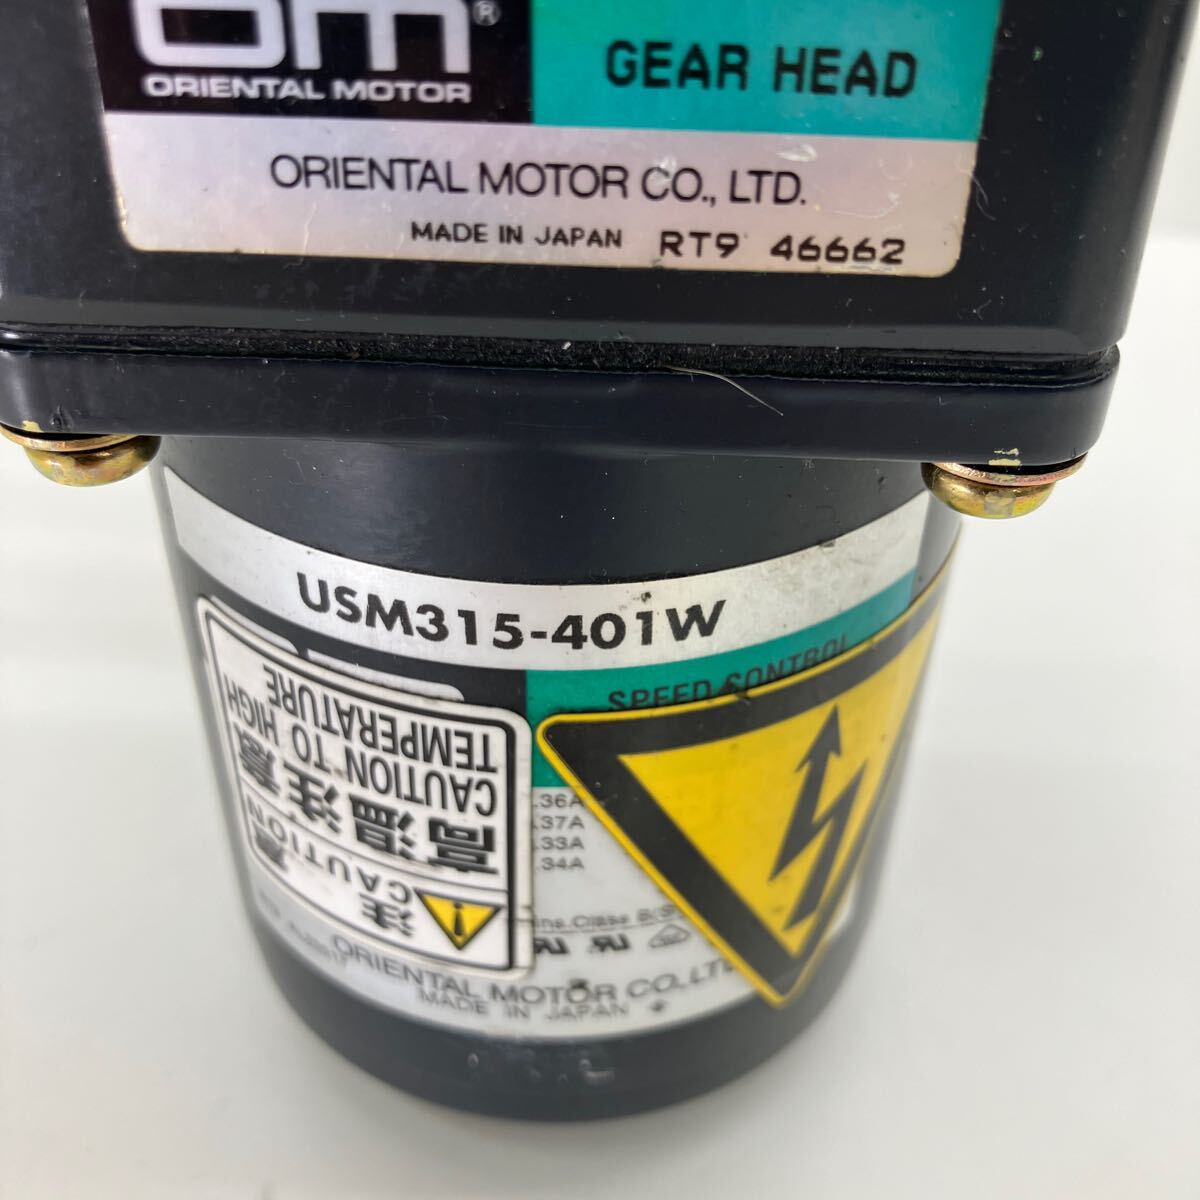 om®
ORIENTAL MOTOR
GEAR HEAD
ORIENTAL MOTOR CO., LTD.
MADE IN JAPAN RT9 46662
USM315-401W
SPEED CONTROL
注意
CAUTION
高温注意
CAUTION TO HIGH
TEMPERATURE
.36A
.37A
.33A
.34A
Ins.Class
ORIENTAL MOTOR CO.,LTD
MADE IN JAPAN